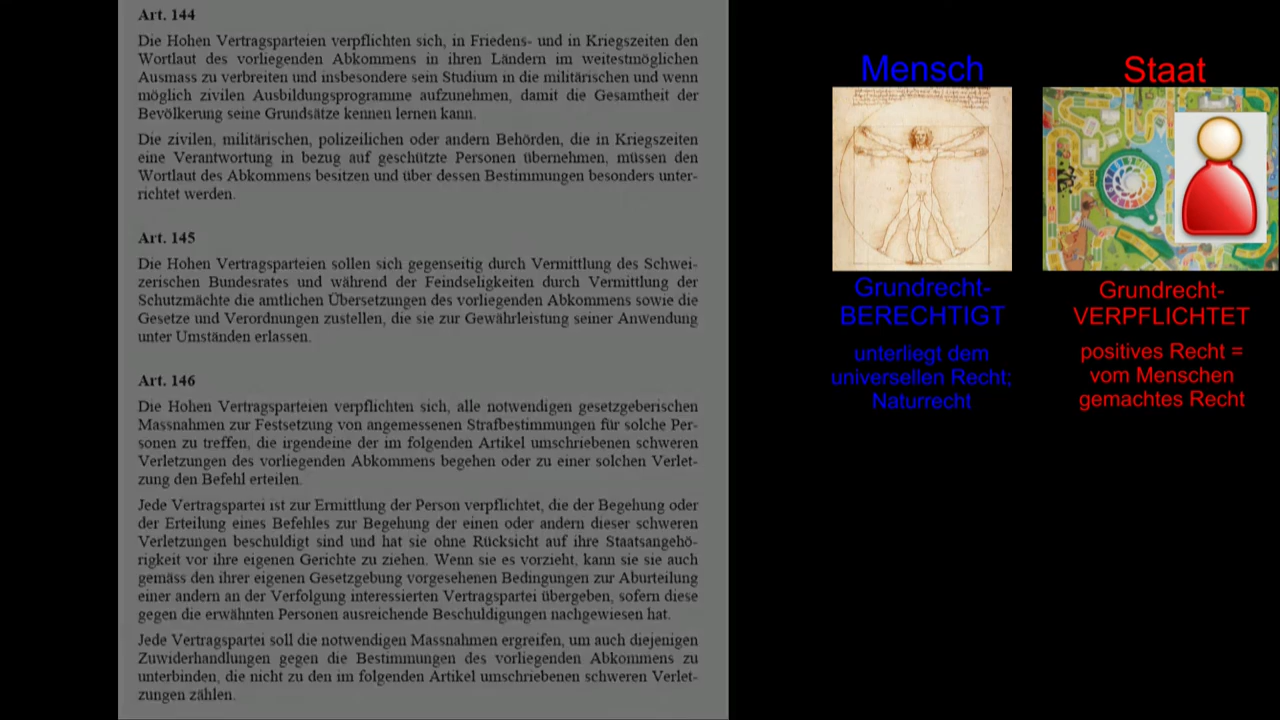 Art. 144
Die Hohen Vertragsparteien verpflichten sich, in Friedens- und in Kriegszeiten den
Wortlaut des vorliegenden Abkommens in ihren Ländern im weitestmöglichen
Ausmass zu verbreiten und insbesondere sein Studium in die militärischen und wenn
möglich zivilen Ausbildungsprogramme aufzunehmen, damit die Gesamtheit der
Bevölkerung seine Grundsätze kennen lernen kann.
Die zivilen, militärischen, polizeilichen oder andern Behörden, die in Kriegszeiten
eine Verantwortung in bezug auf geschützte Personen übernehmen, müssen den
Wortlaut des Abkommens besitzen und über dessen Bestimmungen besonders unter-
richtet werden.
Art. 145
Die Hohen Vertragsparteien sollen sich gegenseitig durch Vermittlung des Schwei-
zerischen Bundesrates und während der Feindseligkeiten durch Vermittlung der
Schutzmächte die amtlichen Übersetzungen des vorliegenden Abkommens sowie die
Gesetze und Verordnungen zustellen, die sie zur Gewährleistung seiner Anwendung
unter Umständen erlassen.
Art. 146
Die Hohen Vertragsparteien verpflichten sich, alle notwendigen gesetzgeberischen
Massnahmen zur Festsetzung von angemessenen Strafbestimmungen für solche Per-
sonen zu treffen, die irgendeine der im folgenden Artikel umschriebenen schweren
Verletzungen des vorliegenden Abkommens begehen oder zu einer solchen Verlet-
zung den Befehl erteilen.
Jede Vertragspartei ist zur Ermittlung der Person verpflichtet, die der Begehung oder
der Erteilung eines Befehles zur Begehung der einen oder andern dieser schweren
Verletzungen beschuldigt sind und hat sie ohne Rücksicht auf ihre Staatsangehö-
rigkeit vor ihre eigenen Gerichte zu ziehen. Wenn sie es vorzieht, kann sie sie auch
gemäss den ihrer eigenen Gesetzgebung vorgesehenen Bedingungen zur Aburteilung
einer andern an der Verfolgung interessierten Vertragspartei übergeben, sofern diese
gegen die erwähnten Personen ausreichende Beschuldigungen nachgewiesen hat.
Jede Vertragspartei soll die notwendigen Massnahmen ergreifen, um auch diejenigen
Zuwiderhandlungen gegen die Bestimmungen des vorliegenden Abkommens zu
unterbinden, die nicht zu den im folgenden Artikel umschriebenen schweren Verlet-
zungen zählen.
Mensch
Grundrecht-
BERECHTIGT
unterliegt dem
universellen Recht;
Naturrecht
Staat
Grundrecht-
VERPFLICHTET
positives Recht =
vom Menschen
gemachtes Recht